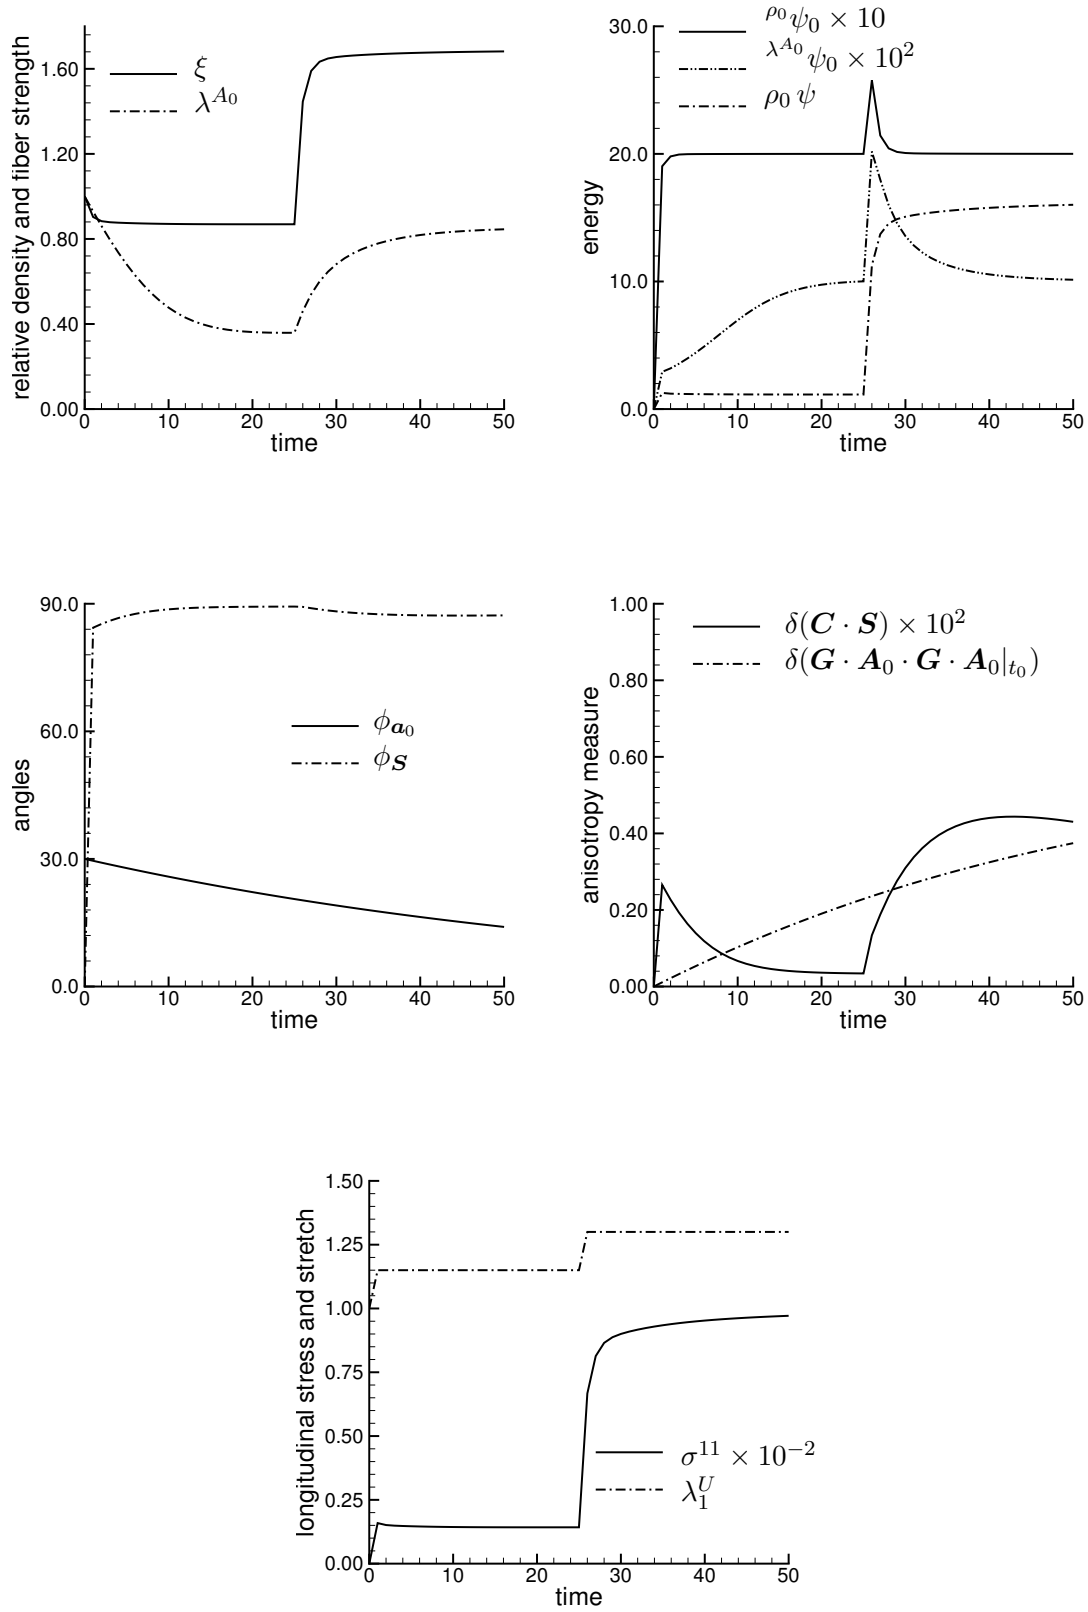 relative density and fiber strength
1.60
1.20
0.80
0.40
0.00
ξ
λ^{A_0}
0 10 20 30 40 50
time
energy
30.0
20.0
10.0
0.0
^{ρ_0}ψ_0 × 10
^{λ^{A_0}}ψ_0 × 10^2
ρ_0 ψ
0 10 20 30 40 50
time
angles
90.0
60.0
30.0
0.0
ϕ_{a_0}
ϕ_S
0 10 20 30 40 50
time
anisotropy measure
1.00
0.80
0.60
0.40
0.20
0.00
δ(C · S) × 10^2
δ(G · A_0 · G · A_0|_{t_0})
0 10 20 30 40 50
time
longitudinal stress and stretch
1.50
1.25
1.00
0.75
0.50
0.25
0.00
σ^{11} × 10^{-2}
λ_1^U
0 10 20 30 40 50
time